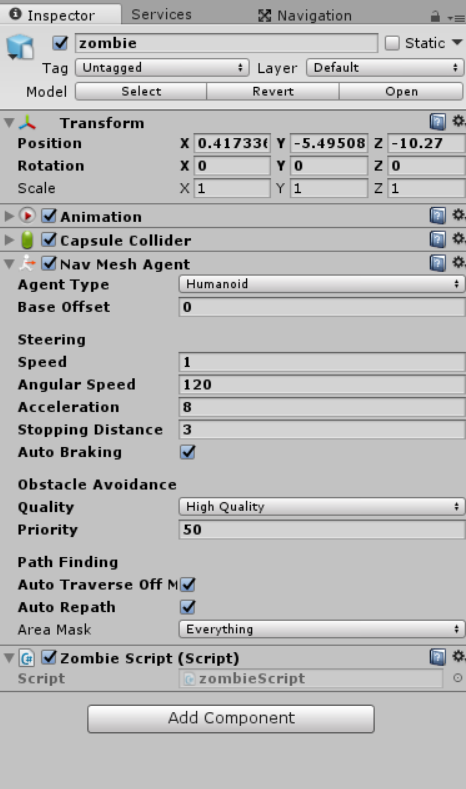 Inspector Services Navigation
zombie Static
Tag Untagged Layer Default
Model Select Revert Open
Transform
Position X 0.417336 Y -5.49508 Z -10.27
Rotation X 0 Y 0 Z 0
Scale X 1 Y 1 Z 1
Animation
Capsule Collider
Nav Mesh Agent
Agent Type Humanoid
Base Offset 0
Steering
Speed 1
Angular Speed 120
Acceleration 8
Stopping Distance 3
Auto Braking
Obstacle Avoidance
Quality High Quality
Priority 50
Path Finding
Auto Traverse Off M
Auto Repath
Area Mask Everything
Zombie Script (Script)
Script zombieScript
Add Component